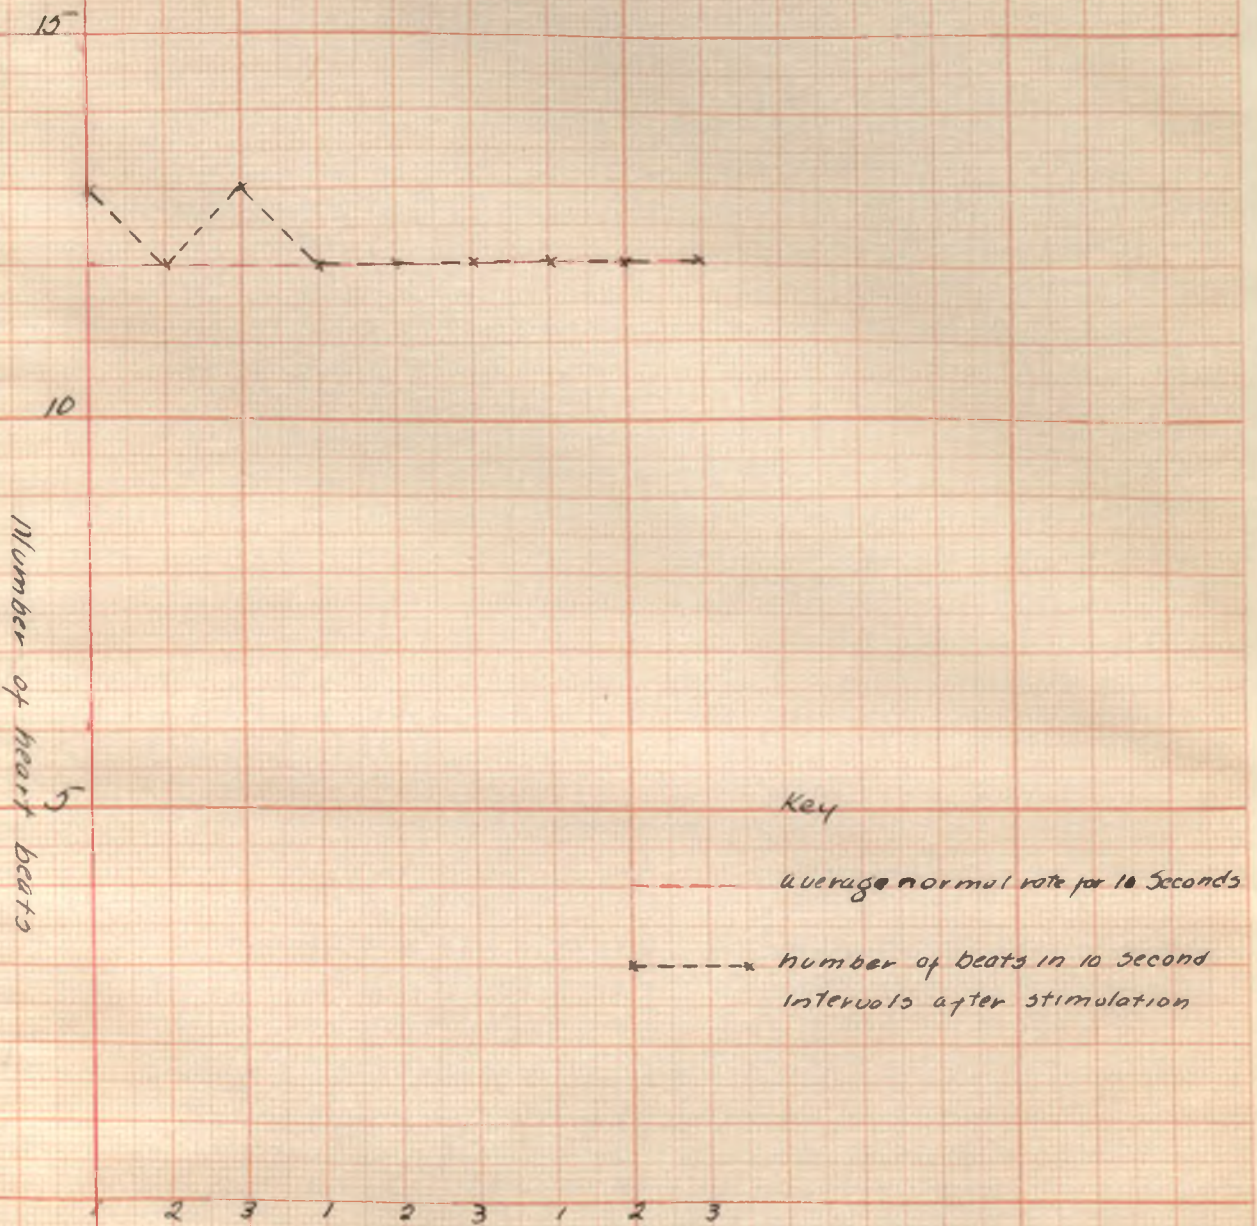 15
10
Number of heart beats
5
Key
average normal rate for 10 Seconds
number of beats in 10 second
intervals after stimulation
1 2 3 1 2 3 1 2 3